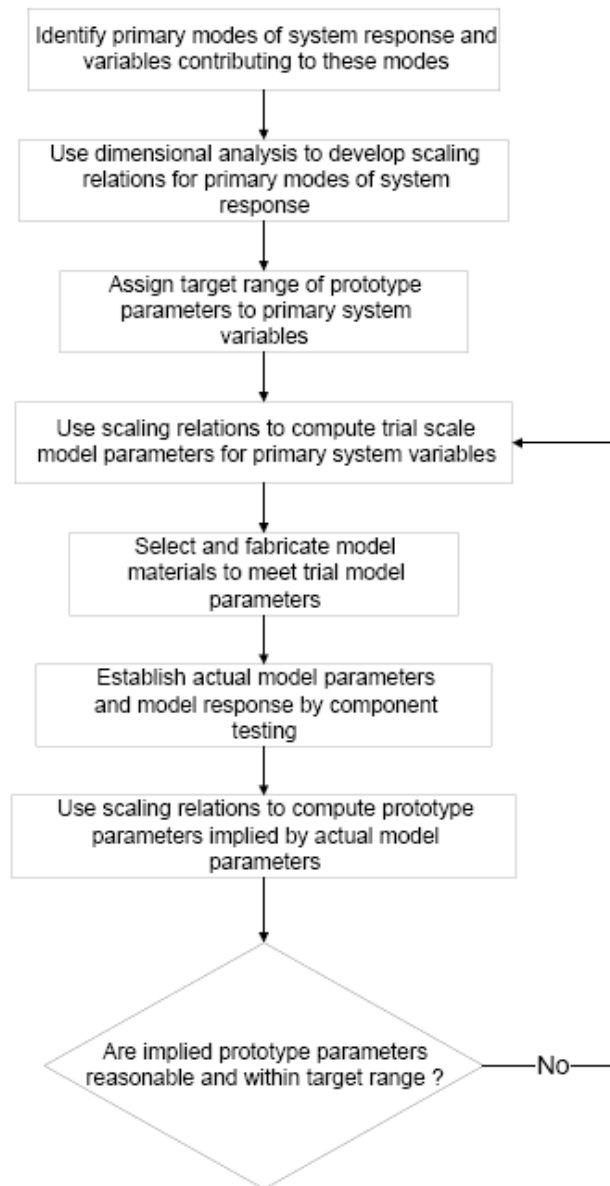 Identify primary modes of system response and
variables contributing to these modes
Use dimensional analysis to develop scaling
relations for primary modes of system
response
Assign target range of prototype
parameters to primary system
variables
Use scaling relations to compute trial scale
model parameters for primary system variables
Select and fabricate model
materials to meet trial model
parameters
Establish actual model parameters
and model response by component
testing
Use scaling relations to compute prototype
parameters implied by actual model
parameters
Are implied prototype parameters
reasonable and within target range ?
No